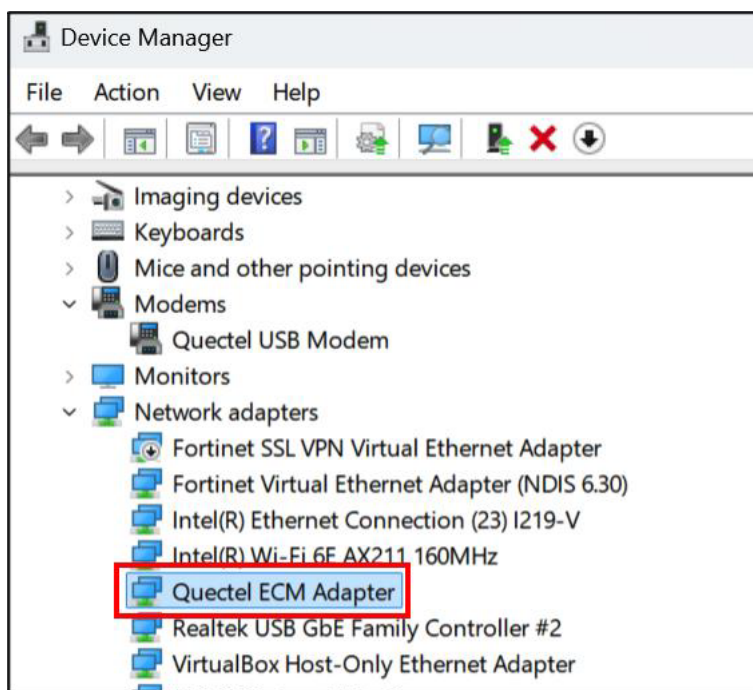 Device Manager
File Action View Help
Imaging devices
Keyboards
Mice and other pointing devices
Modems
Quectel USB Modem
Monitors
Network adapters
Fortinet SSL VPN Virtual Ethernet Adapter
Fortinet Virtual Ethernet Adapter (NDIS 6.30)
Intel(R) Ethernet Connection (23) I219-V
Intel(R) Wi-Fi 6E AX211 160MHz
Quectel ECM Adapter
Realtek USB GbE Family Controller #2
VirtualBox Host-Only Ethernet Adapter